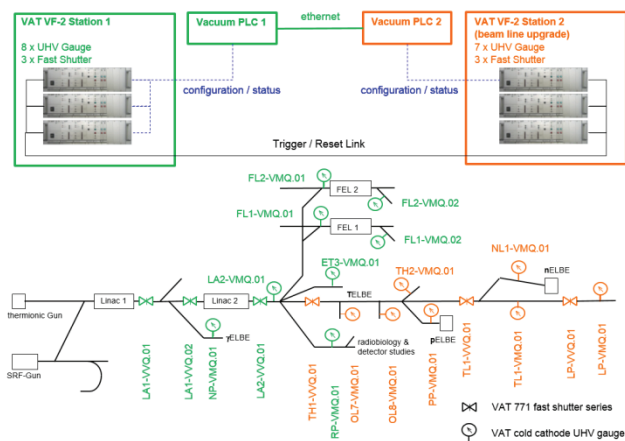 VAT VF-2 Station 1
8 x UHV Gauge
3 x Fast Shutter
Vacuum PLC 1
ethernet
Vacuum PLC 2
VAT VF-2 Station 2
(beam line upgrade)
7 x UHV Gauge
3 x Fast Shutter
configuration / status
configuration / status
Trigger / Reset Link
FL2-VMQ.01
FEL 2
FL2-VMQ.02
FL1-VMQ.01
FEL 1
FL1-VMQ.02
NL1-VMQ.01
ET3-VMQ.01
TH2-VMQ.01
LA2-VMQ.01
nELBE
thermionic Gun
Linac 1
Linac 2
TELBE
γELBE
pELBE
radiobiology &
detector studies
SRF-Gun
LA1-VVQ.01
LA1-VVQ.02
NP-VMQ.01
LA2-VVQ.01
TH1-VVQ.01
RP-VMQ.01
OL7-VMQ.01
OL8-VMQ.01
PP-VMQ.01
TL1-VVQ.01
TL1-VMQ.01
LP-VVQ.01
LP-VMQ.01
VAT 771 fast shutter series
VAT cold cathode UHV gauge